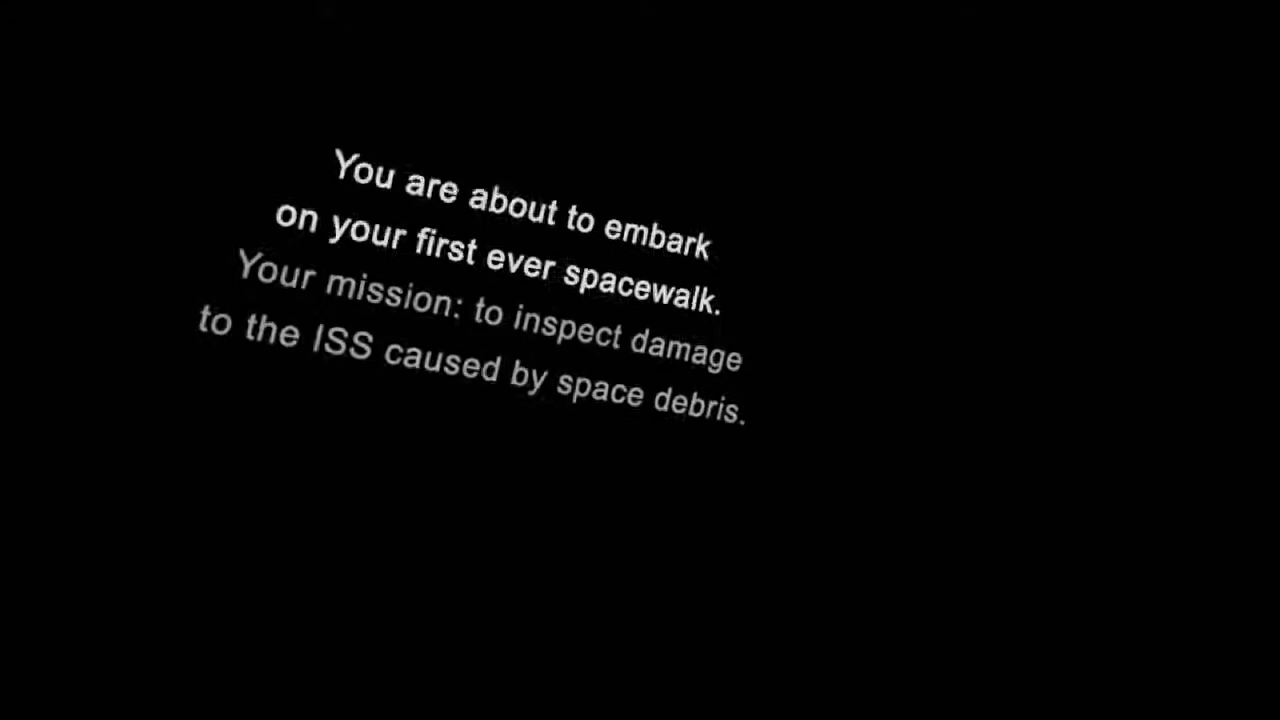 You are about to embark
on your first ever spacewalk.
Your mission: to inspect damage
to the ISS caused by space debris.